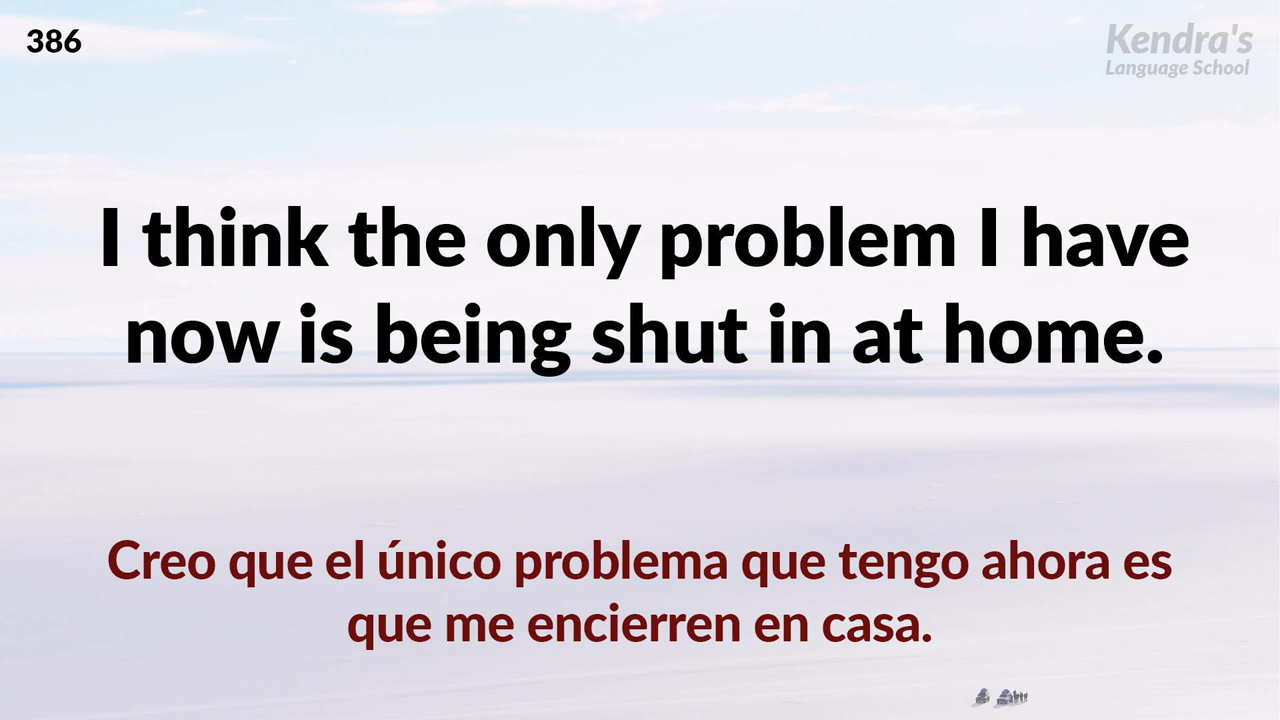 386
Kendra's
Language School
I think the only problem I have
now is being shut in at home.
Creo que el único problema que tengo ahora es
que me encierren en casa.